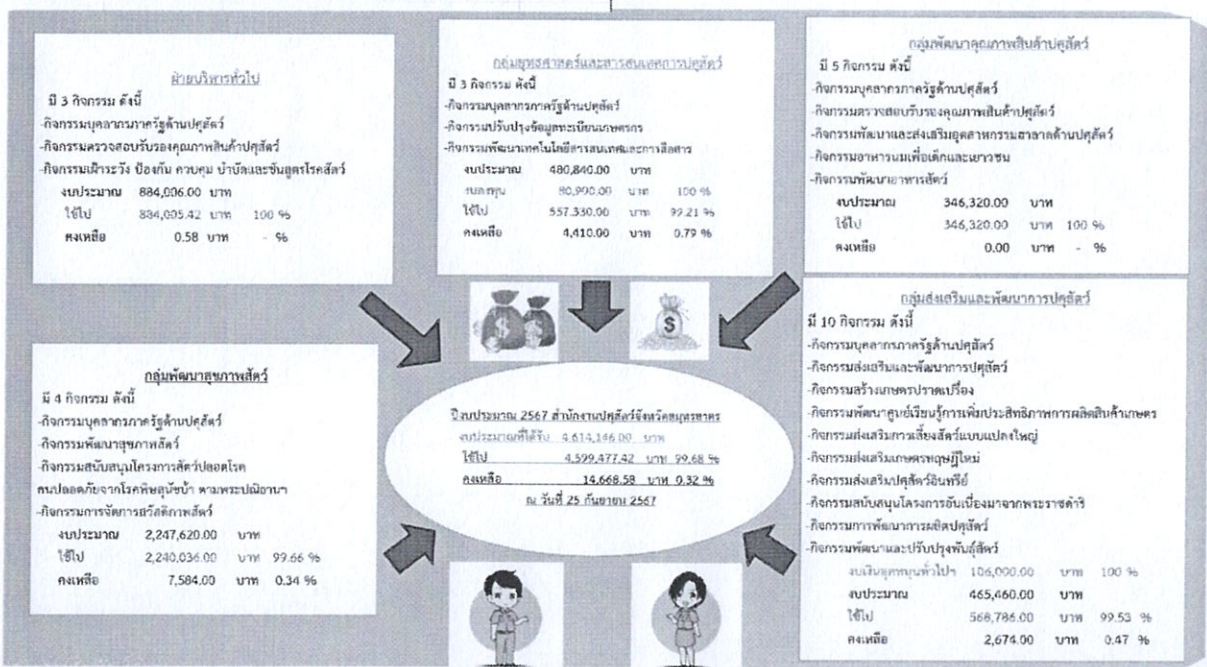 ฝ่ายบริหารทั่วไป
มี 3 กิจกรรม ดังนี้
-กิจกรรมบุคลากรภาครัฐด้านปศุสัตว์
-กิจกรรมตรวจสอบรับรองคุณภาพสินค้าปศุสัตว์
-กิจกรรมเฝ้าระวัง ป้องกัน ควบคุม บำบัดและชันสูตรโรคสัตว์
งบประมาณ 884,006.00 บาท
ใช้ไป 884,005.42 บาท 100 %
คงเหลือ 0.58 บาท - %
กลุ่มยุทธศาสตร์และสารสนเทศการปศุสัตว์
มี 3 กิจกรรม ดังนี้
-กิจกรรมบุคลากรภาครัฐด้านปศุสัตว์
-กิจกรรมปรับปรุงข้อมูลทะเบียนเกษตรกร
-กิจกรรมพัฒนาเทคโนโลยีสารสนเทศและการสื่อสาร
งบประมาณ 480,840.00 บาท
งบลงทุน 80,900.00 บาท 100 %
ใช้ไป 557,330.00 บาท 99.21 %
คงเหลือ 4,410.00 บาท 0.79 %
กลุ่มพัฒนาคุณภาพสินค้าปศุสัตว์
มี 5 กิจกรรม ดังนี้
-กิจกรรมบุคลากรภาครัฐด้านปศุสัตว์
-กิจกรรมตรวจสอบรับรองคุณภาพสินค้าปศุสัตว์
-กิจกรรมพัฒนาและส่งเสริมอุตสาหกรรมฮาลาลด้านปศุสัตว์
-กิจกรรมอาหารนมเพื่อเด็กและเยาวชน
-กิจกรรมพัฒนาอาหารสัตว์
งบประมาณ 346,320.00 บาท
ใช้ไป 346,320.00 บาท 100 %
คงเหลือ 0.00 บาท - %
กลุ่มพัฒนาสุขภาพสัตว์
มี 4 กิจกรรม ดังนี้
-กิจกรรมบุคลากรภาครัฐด้านปศุสัตว์
-กิจกรรมพัฒนาสุขภาพสัตว์
-กิจกรรมสนับสนุนโครงการสัตว์ปลอดโรค
คนปลอดภัยจากโรคพิษสุนัขบ้า ตามพระปณิธานฯ
-กิจกรรมการจัดการสวัสดิภาพสัตว์
งบประมาณ 2,247,620.00 บาท
ใช้ไป 2,240,036.00 บาท 99.66 %
คงเหลือ 7,584.00 บาท 0.34 %
ปีงบประมาณ 2567 สำนักงานปศุสัตว์จังหวัดสมุทรสาคร
งบประมาณที่ได้รับ 4,614,146.00 บาท
ใช้ไป 4,599,477.42 บาท 99.68 %
คงเหลือ 14,668.58 บาท 0.32 %
ณ วันที่ 25 กันยายน 2567
กลุ่มส่งเสริมและพัฒนาการปศุสัตว์
มี 10 กิจกรรม ดังนี้
-กิจกรรมบุคลากรภาครัฐด้านปศุสัตว์
-กิจกรรมส่งเสริมและพัฒนาการปศุสัตว์
-กิจกรรมสร้างเกษตรปราดเปรื่อง
-กิจกรรมพัฒนาศูนย์เรียนรู้การเพิ่มประสิทธิภาพการผลิตสินค้าเกษตร
-กิจกรรมส่งเสริมการเลี้ยงสัตว์แบบแปลงใหญ่
-กิจกรรมส่งเสริมเกษตรทฤษฎีใหม่
-กิจกรรมส่งเสริมปศุสัตว์อินทรีย์
-กิจกรรมสนับสนุนโครงการอันเนื่องมาจากพระราชดำริ
-กิจกรรมการพัฒนาการผลิตปศุสัตว์
-กิจกรรมพัฒนาและปรับปรุงพันธุ์สัตว์
งบเงินอุดหนุนทั่วไปฯ 106,000.00 บาท 100 %
งบประมาณ 465,460.00 บาท
ใช้ไป 568,786.00 บาท 99.53 %
คงเหลือ 2,674.00 บาท 0.47 %